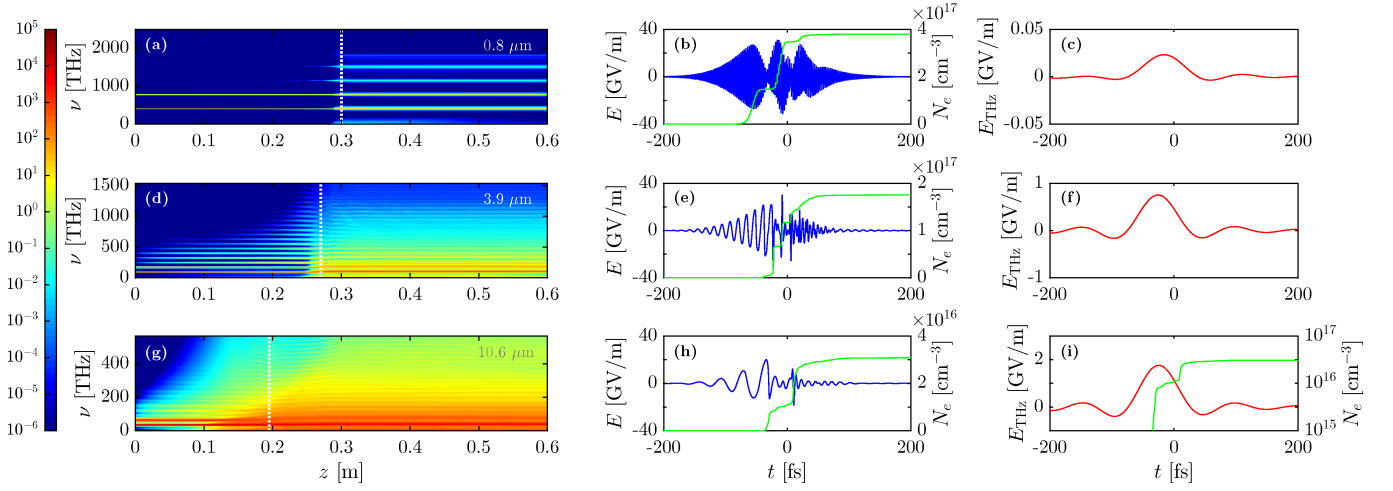 10^5
10^4
10^3
10^2
10^1
10^0
10^−1
10^−2
10^−3
10^−4
10^−5
10^−6
ν [THz]
2000
1000
0
(a)
0.8 μm
0 0.1 0.2 0.3 0.4 0.5 0.6
E [GV/m]
40
0
-40
(b)
×10^17
4
2
0
N_e [cm^−3]
-200 0 200
E_THz [GV/m]
0.05
0
-0.05
(c)
-200 0 200
ν [THz]
1500
1000
500
0
(d)
3.9 μm
0 0.1 0.2 0.3 0.4 0.5 0.6
E [GV/m]
40
0
-40
(e)
×10^17
2
1
0
N_e [cm^−3]
-200 0 200
E_THz [GV/m]
1
0
-1
(f)
-200 0 200
ν [THz]
400
200
0
(g)
10.6 μm
0 0.1 0.2 0.3 0.4 0.5 0.6
z [m]
E [GV/m]
40
0
-40
(h)
×10^16
4
2
0
N_e [cm^−3]
-200 0 200
t [fs]
E_THz [GV/m]
2
0
(i)
10^17
10^16
10^15
N_e [cm^−3]
-200 0 200
t [fs]